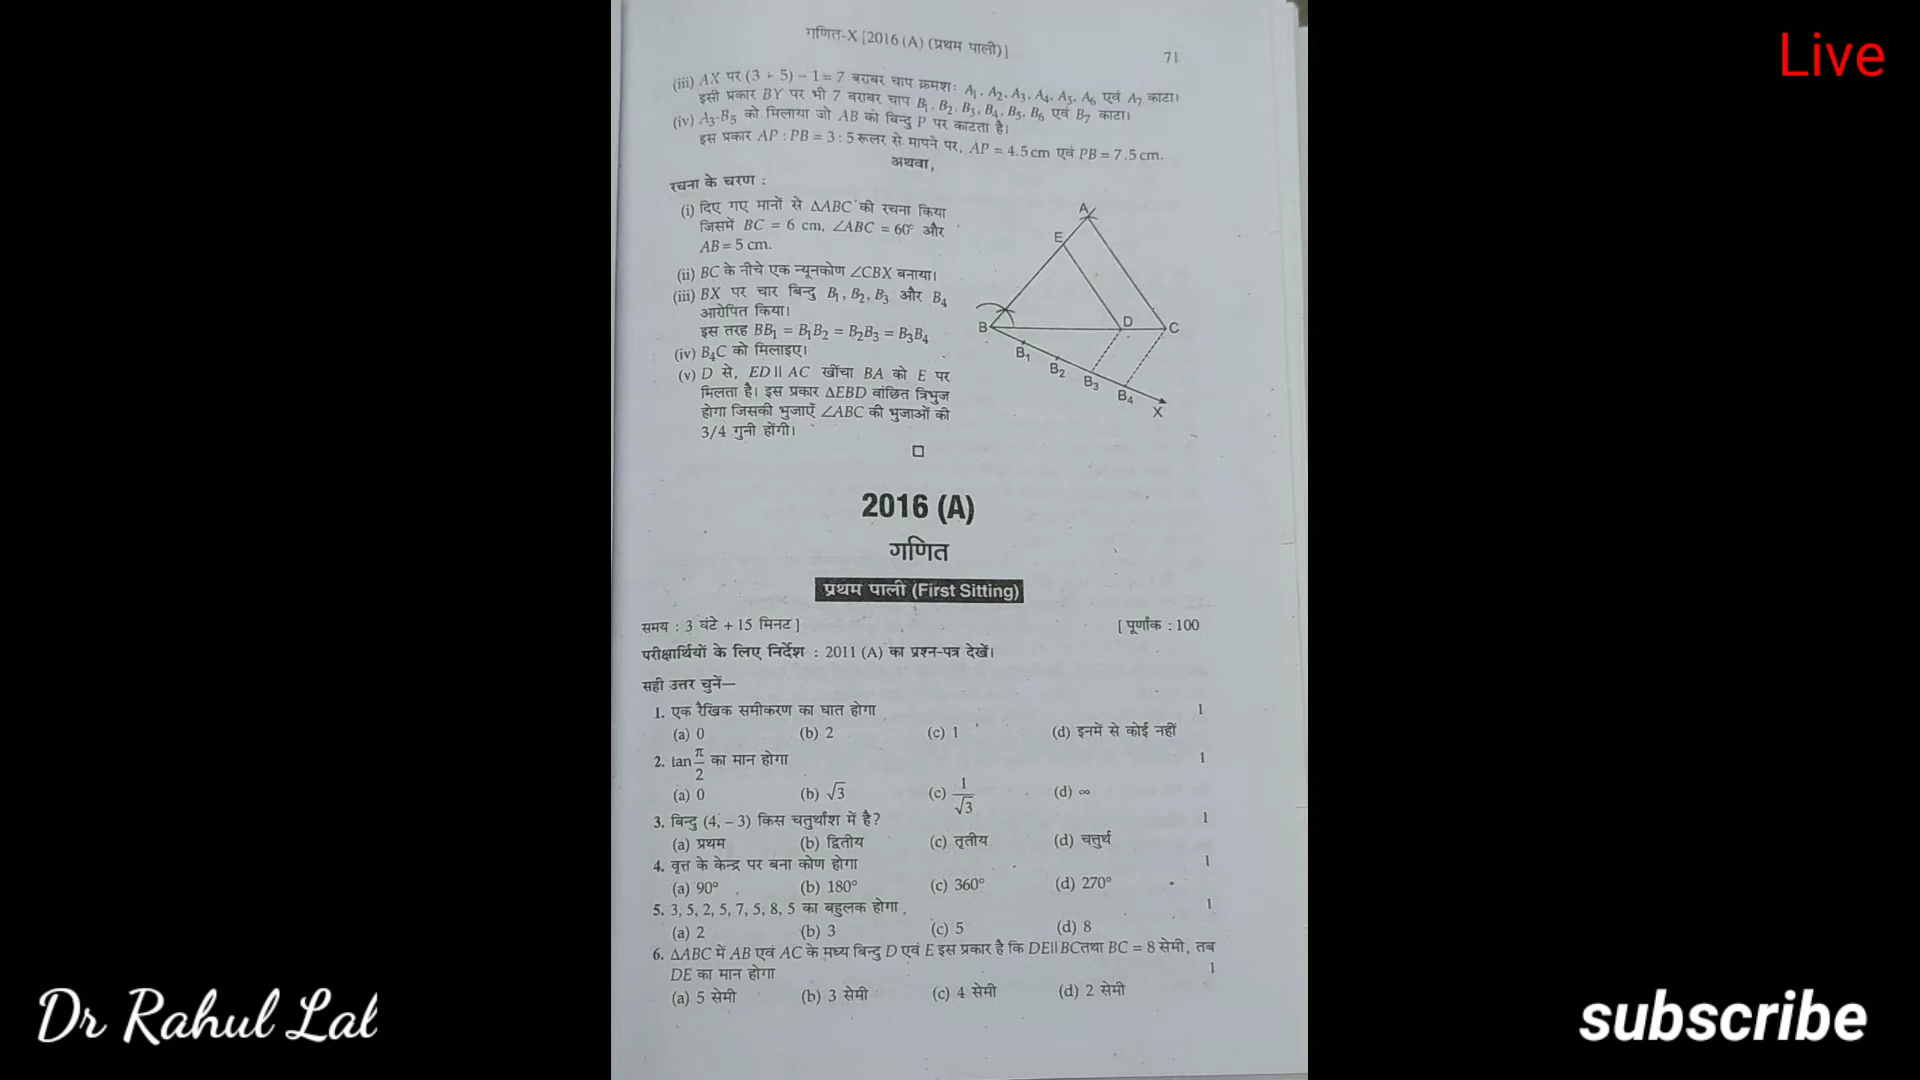 Live
गणित-X [2016 (A) (प्रथम पाली)]
71
(iii) AX पर (3 + 5) – 1 = 7 बराबर चाप क्रमशः A₁, A₂, A₃, A₄, A₅, A₆ एवं A₇ काटा।
इसी प्रकार BY पर भी 7 बराबर चाप B₁, B₂, B₃, B₄, B₅, B₆ एवं B₇ काटा।
(iv) A₃-B₅ को मिलाया जो AB को बिन्दु P पर काटता है।
इस प्रकार AP : PB = 3 : 5 रूलर से मापने पर, AP = 4.5 cm एवं PB = 7.5 cm.
अथवा,
रचना के चरण :
(i) दिए गए मानों से ΔABC की रचना किया
जिसमें BC = 6 cm, ∠ABC = 60° और
AB = 5 cm.
(ii) BC के नीचे एक न्यूनकोण ∠CBX बनाया।
(iii) BX पर चार बिन्दु B₁, B₂, B₃ और B₄
आरोपित किया।
इस तरह BB₁ = B₁B₂ = B₂B₃ = B₃B₄
(iv) B₄C को मिलाइए।
(v) D से, ED || AC खींचा BA को E पर
मिलता है। इस प्रकार ΔEBD वांछित त्रिभुज
होगा जिसकी भुजाएँ ∠ABC की भुजाओं की
3/4 गुनी होंगी।
A
E
B
D
C
B₁
B₂
B₃
B₄
X
2016 (A)
गणित
प्रथम पाली (First Sitting)
समय : 3 घंटे + 15 मिनट ]
[ पूर्णांक : 100
परीक्षार्थियों के लिए निर्देश : 2011 (A) का प्रश्न-पत्र देखें।
सही उत्तर चुनें—
1. एक रैखिक समीकरण का घात होगा 1
(a) 0 (b) 2 (c) 1 (d) इनमें से कोई नहीं
2. tan π/2 का मान होगा 1
(a) 0 (b) √3 (c) 1/√3 (d) ∞
3. बिन्दु (4, – 3) किस चतुर्थांश में है? 1
(a) प्रथम (b) द्वितीय (c) तृतीय (d) चतुर्थ
4. वृत्त के केन्द्र पर बना कोण होगा 1
(a) 90° (b) 180° (c) 360° (d) 270°
5. 3, 5, 2, 5, 7, 5, 8, 5 का बहुलक होगा 1
(a) 2 (b) 3 (c) 5 (d) 8
6. ΔABC में AB एवं AC के मध्य बिन्दु D एवं E इस प्रकार है कि DE || BC तथा BC = 8 सेमी, तब
DE का मान होगा 1
(a) 5 सेमी (b) 3 सेमी (c) 4 सेमी (d) 2 सेमी
Dr Rahul Lal
subscribe